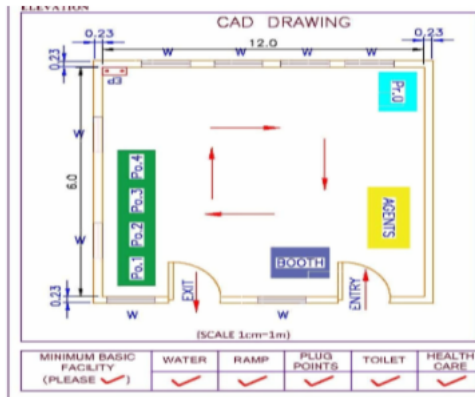 ELEVATION
CAD DRAWING
0.23
12.0
0.23
W
W
0.23
d3
Pr.O
W
6.0
Po.4
Po.3
Po.2
Po.1
AGENTS
W
BOOTH
0.23
EXIT
ENTRY
W
W
(SCALE 1cm=1m)
MINIMUM BASIC FACILITY (PLEASE ✓)
WATER
RAMP
PLUG POINTS
TOILET
HEALTH CARE
✓ ✓ ✓ ✓ ✓